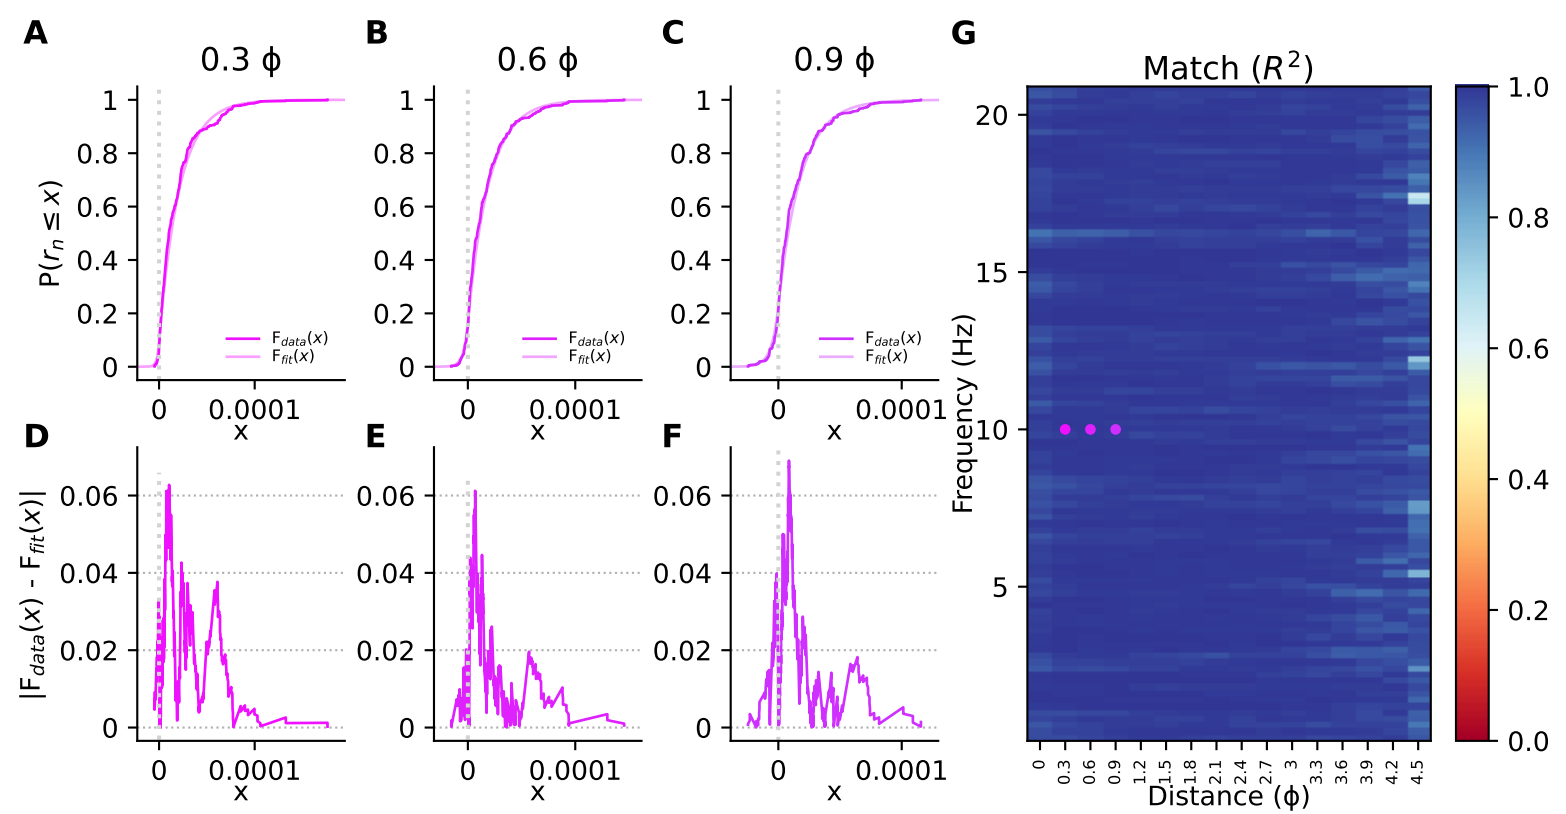 A
B
C
G
0.3 ϕ
0.6 ϕ
0.9 ϕ
Match (R²)
P(rₙ ≤ x)
1
0.8
0.6
0.4
0.2
0
F_data(x)
F_fit(x)
0
0.0001
x
1
0.8
0.6
0.4
0.2
0
F_data(x)
F_fit(x)
0
0.0001
x
1
0.8
0.6
0.4
0.2
0
F_data(x)
F_fit(x)
0
0.0001
x
D
E
F
|F_data(x) - F_fit(x)|
0.06
0.04
0.02
0
0
0.0001
x
0.06
0.04
0.02
0
0
0.0001
x
0.06
0.04
0.02
0
0
0.0001
x
Frequency (Hz)
20
15
10
5
0
0.3
0.6
0.9
1.2
1.5
1.8
2.1
2.4
2.7
3
3.3
3.6
3.9
4.2
4.5
Distance (ϕ)
1.0
0.8
0.6
0.4
0.2
0.0